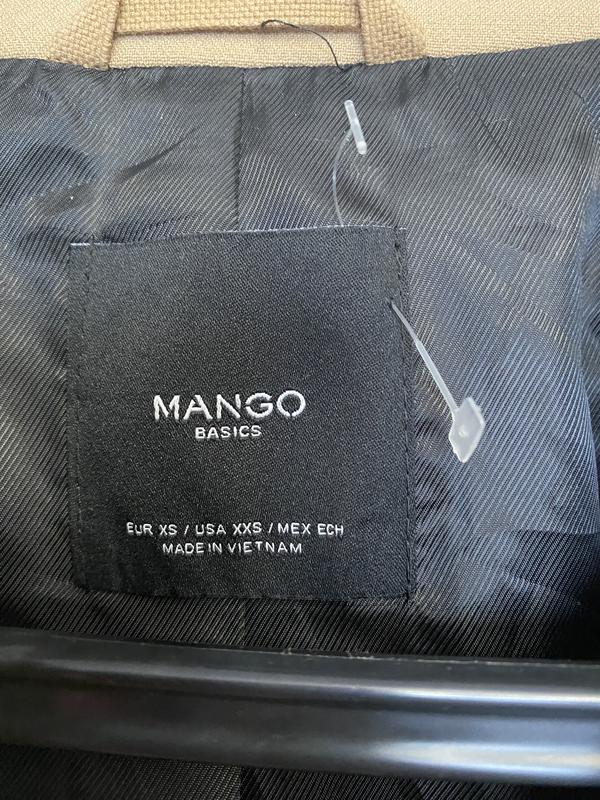 MANGO
BASICS
EUR XS / USA XXS / MEX ECH
MADE IN VIETNAM